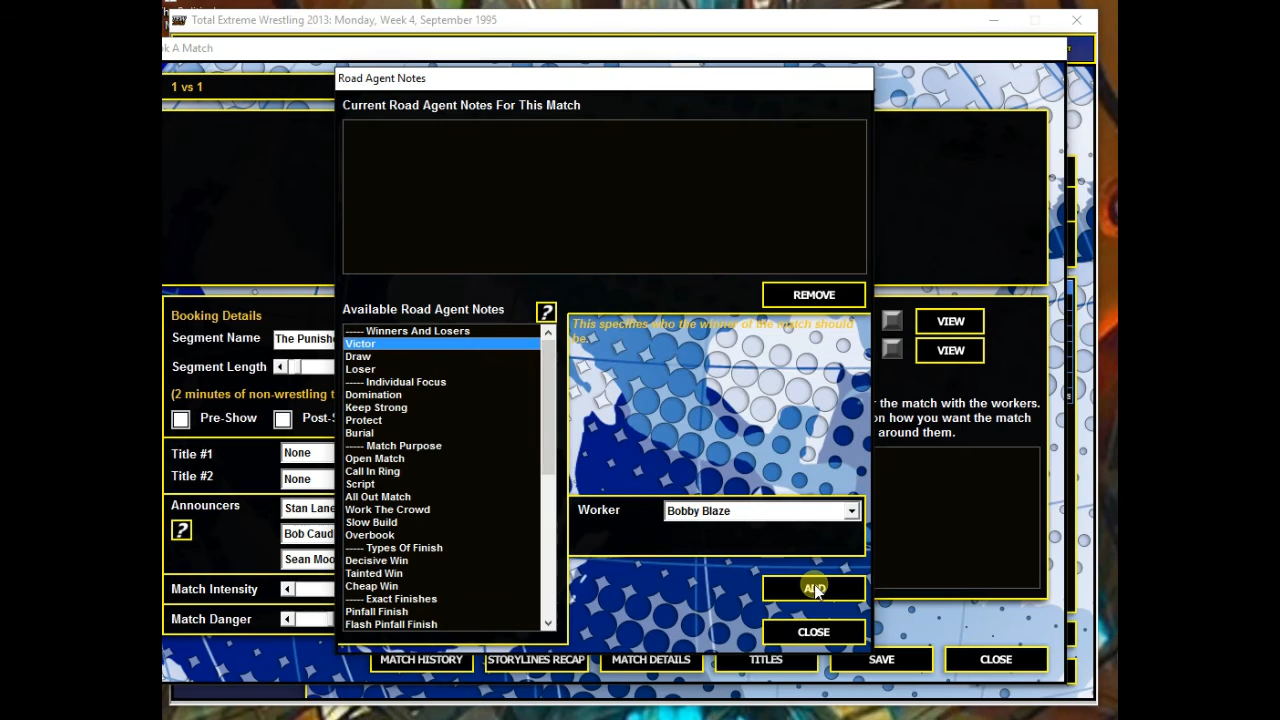 Total Extreme Wrestling 2013: Monday, Week 4, September 1995
k A Match
Road Agent Notes
1 vs 1
Current Road Agent Notes For This Match
REMOVE
Available Road Agent Notes
?
This specifies who the winner of the match should
be.
----- Winners And Losers
Victor
Draw
Loser
----- Individual Focus
Domination
Keep Strong
Protect
Burial
----- Match Purpose
Open Match
Call In Ring
Script
All Out Match
Work The Crowd
Slow Build
Overbook
----- Types Of Finish
Decisive Win
Tainted Win
Cheap Win
----- Exact Finishes
Pinfall Finish
Flash Pinfall Finish
Worker
Bobby Blaze
ADD
CLOSE
Booking Details
Segment Name
The Punish
Segment Length
(2 minutes of non-wrestling t
Pre-Show
Post-S
Title #1
None
Title #2
None
Announcers
Stan Lane
?
Bob Caud
Sean Moo
Match Intensity
Match Danger
VIEW
VIEW
the match with the workers.
on how you want the match
around them.
MATCH HISTORY
STORYLINES RECAP
MATCH DETAILS
TITLES
SAVE
CLOSE